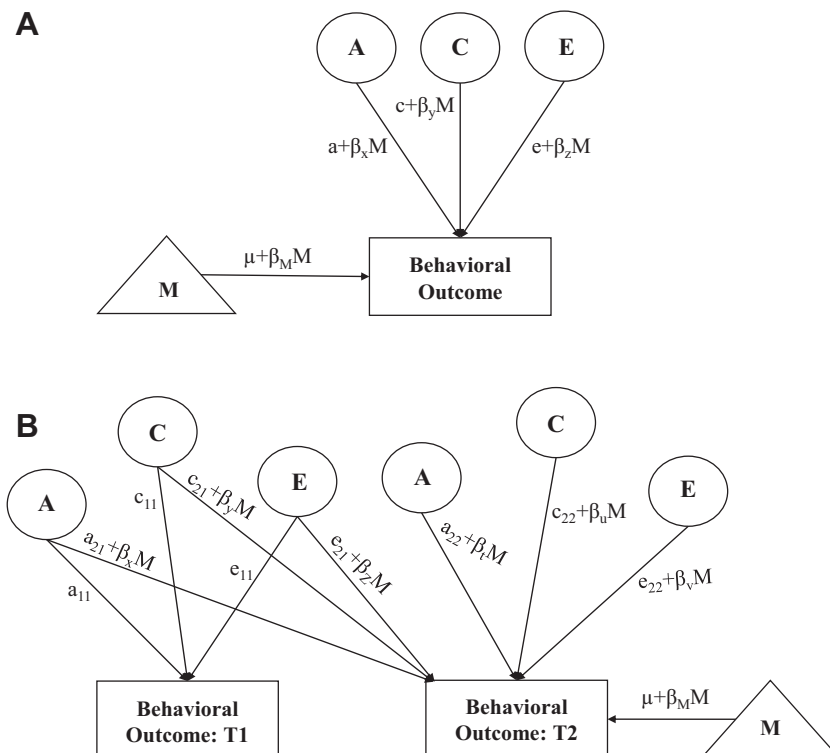 A
A
C
E
c+βyM
a+βxM
e+βzM
μ+βMM
M
Behavioral
Outcome
B
C
A
C
E
A
E
c11
c21+βyM
a21+βxM
a11
e11
e21+βZM
a22+βtM
c22+βuM
e22+βvM
Behavioral
Outcome: T1
Behavioral
Outcome: T2
μ+βMM
M